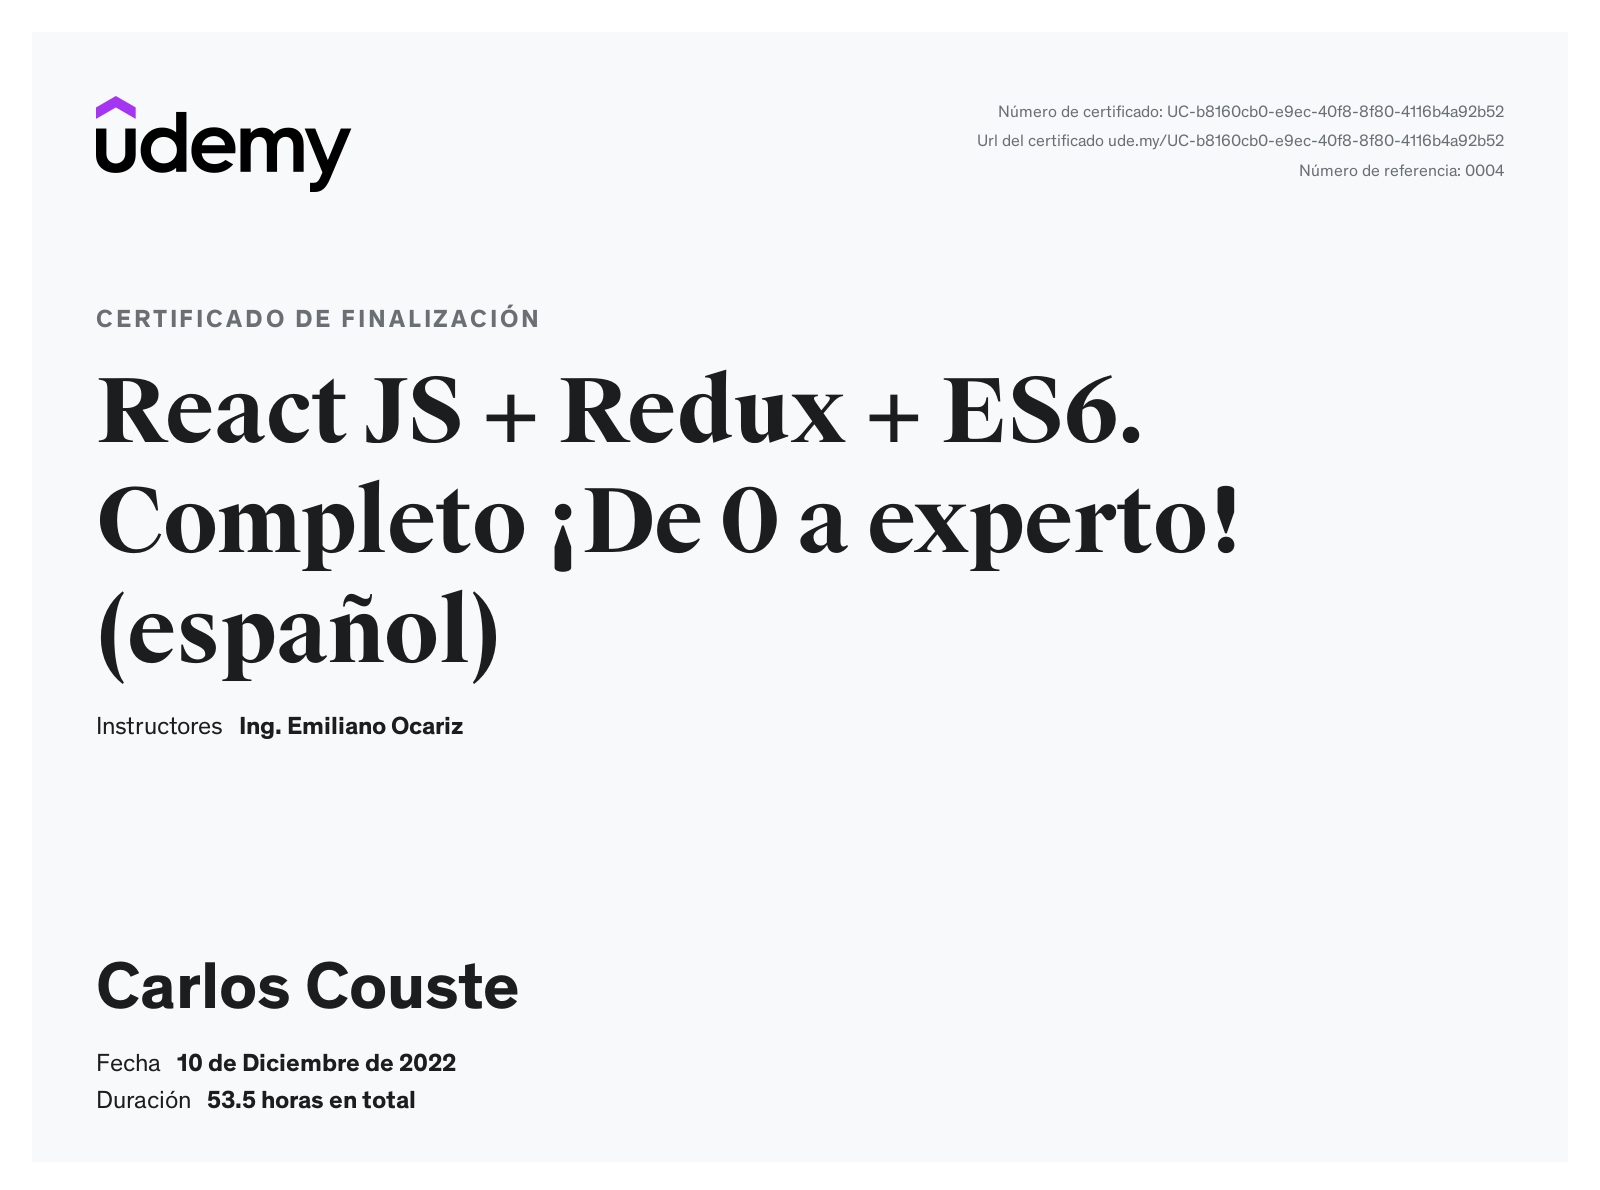 udemy
Número de certificado: UC-b8160cb0-e9ec-40f8-8f80-4116b4a92b52
Url del certificado ude.my/UC-b8160cb0-e9ec-40f8-8f80-4116b4a92b52
Número de referencia: 0004
CERTIFICADO DE FINALIZACIÓN
React JS + Redux + ES6.
Completo ¡De 0 a experto!
(español)
Instructores Ing. Emiliano Ocariz
Carlos Couste
Fecha 10 de Diciembre de 2022
Duración 53.5 horas en total